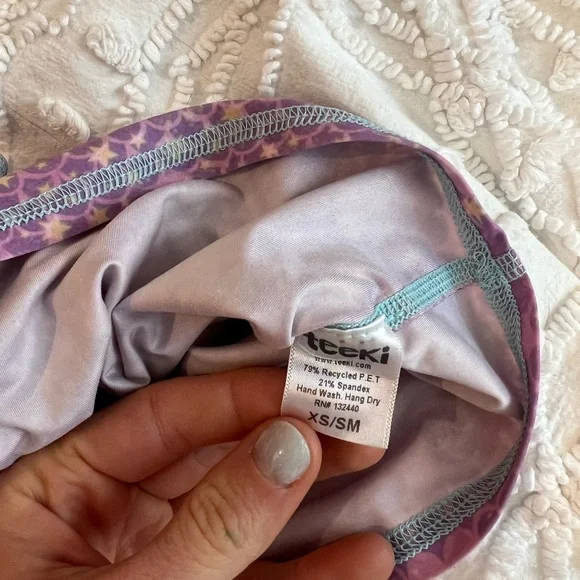 teeki
www.teeki.com
79% Recycled P.E.T
21% Spandex
Hand Wash. Hang Dry
RN# 132440
XS/SM